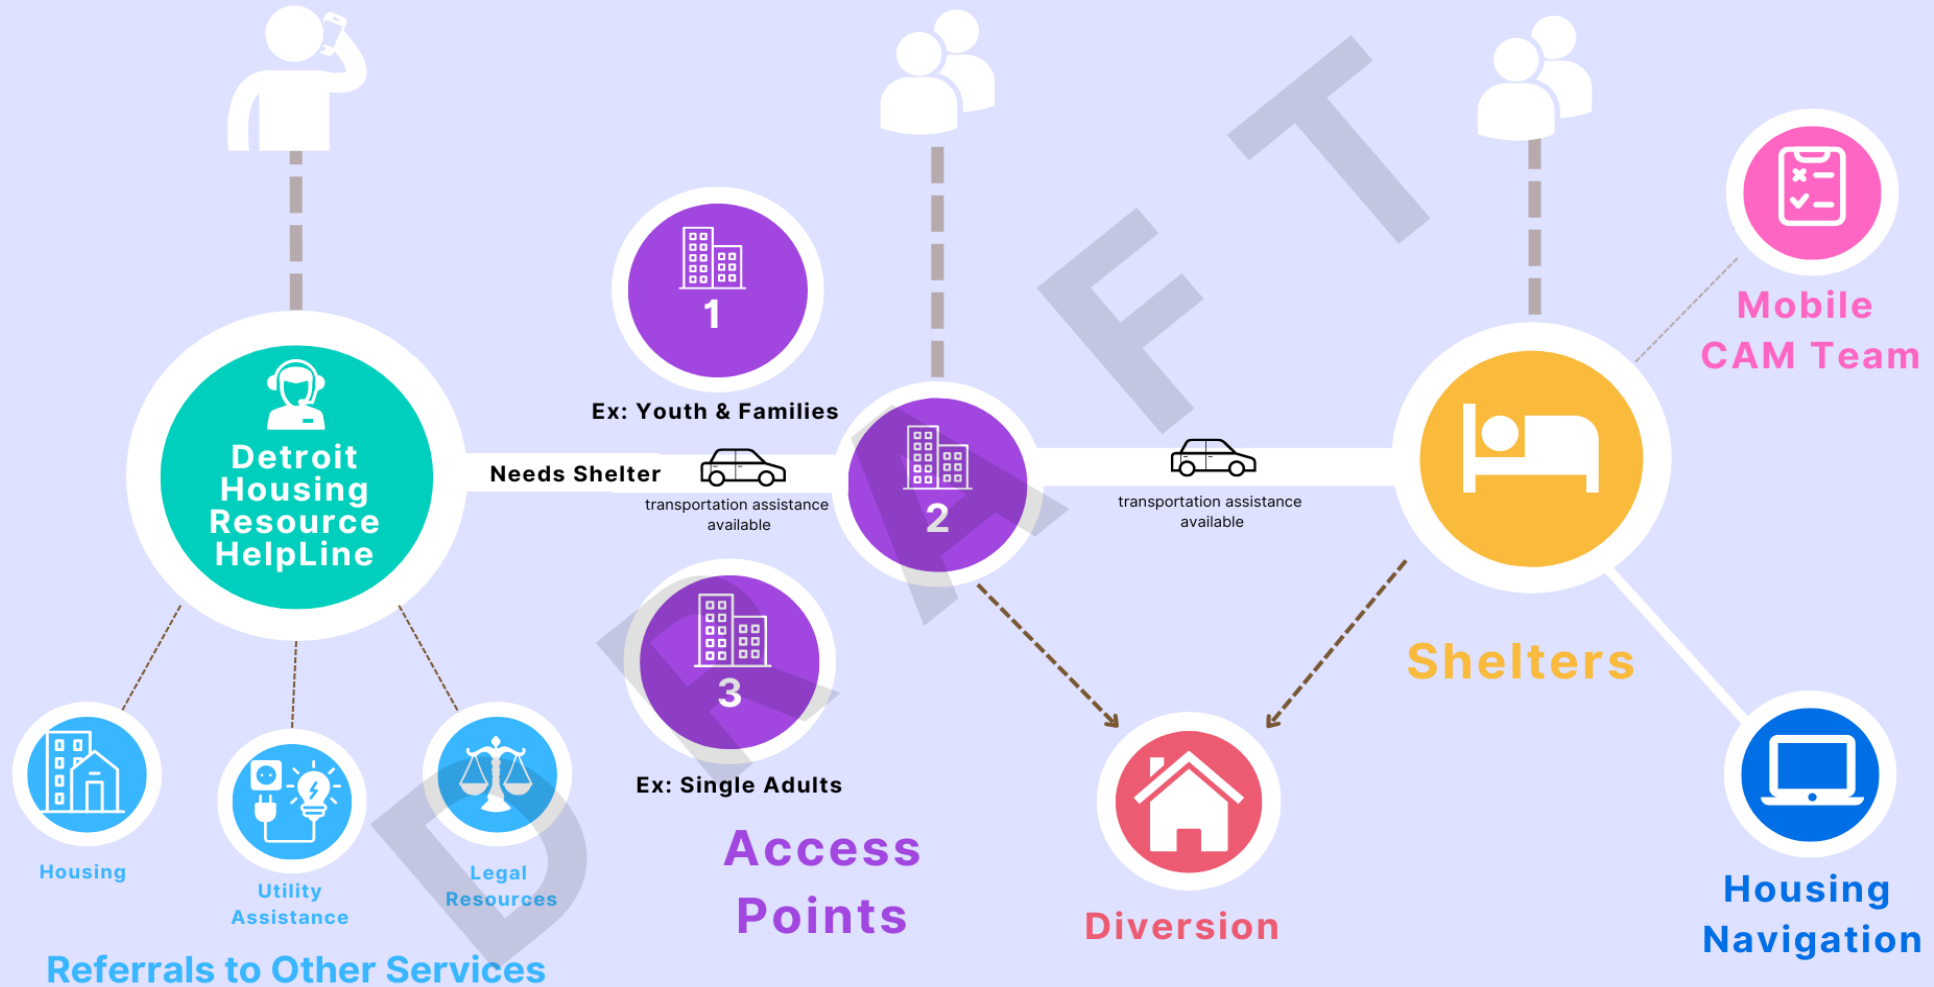 Detroit
Housing
Resource
HelpLine
Housing
Utility
Assistance
Legal
Resources
Referrals to Other Services
Needs Shelter
transportation assistance
available
1
Ex: Youth & Families
2
3
Ex: Single Adults
Access
Points
transportation assistance
available
Diversion
Shelters
Mobile
CAM Team
Housing
Navigation
DRAFT